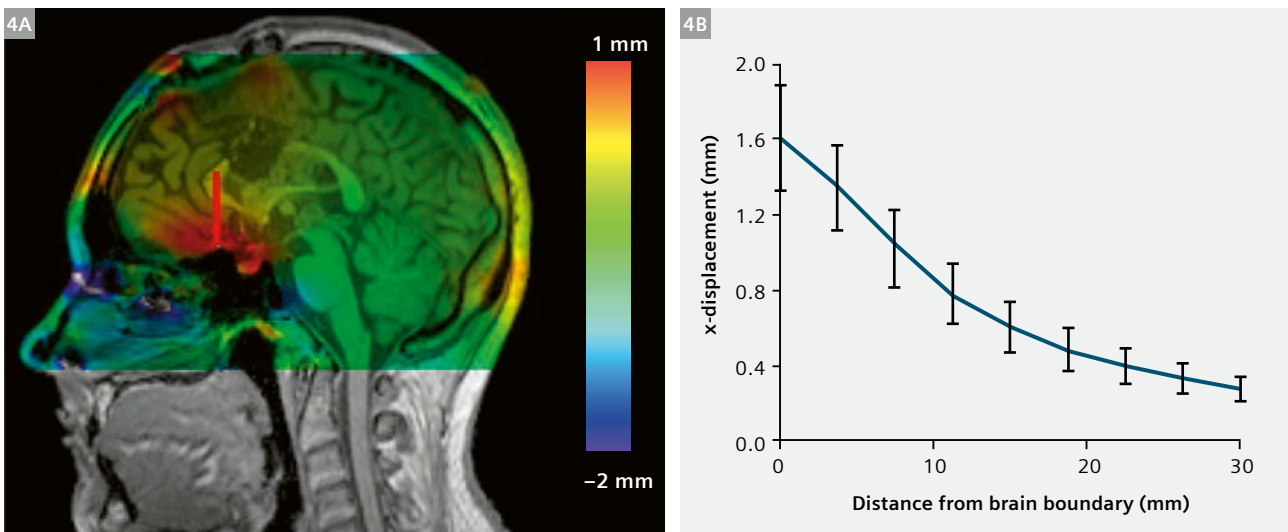 4A
1 mm
−2 mm
4B
2.0
1.6
1.2
0.8
0.4
0.0
x-displacement (mm)
0
10
20
30
Distance from brain boundary (mm)